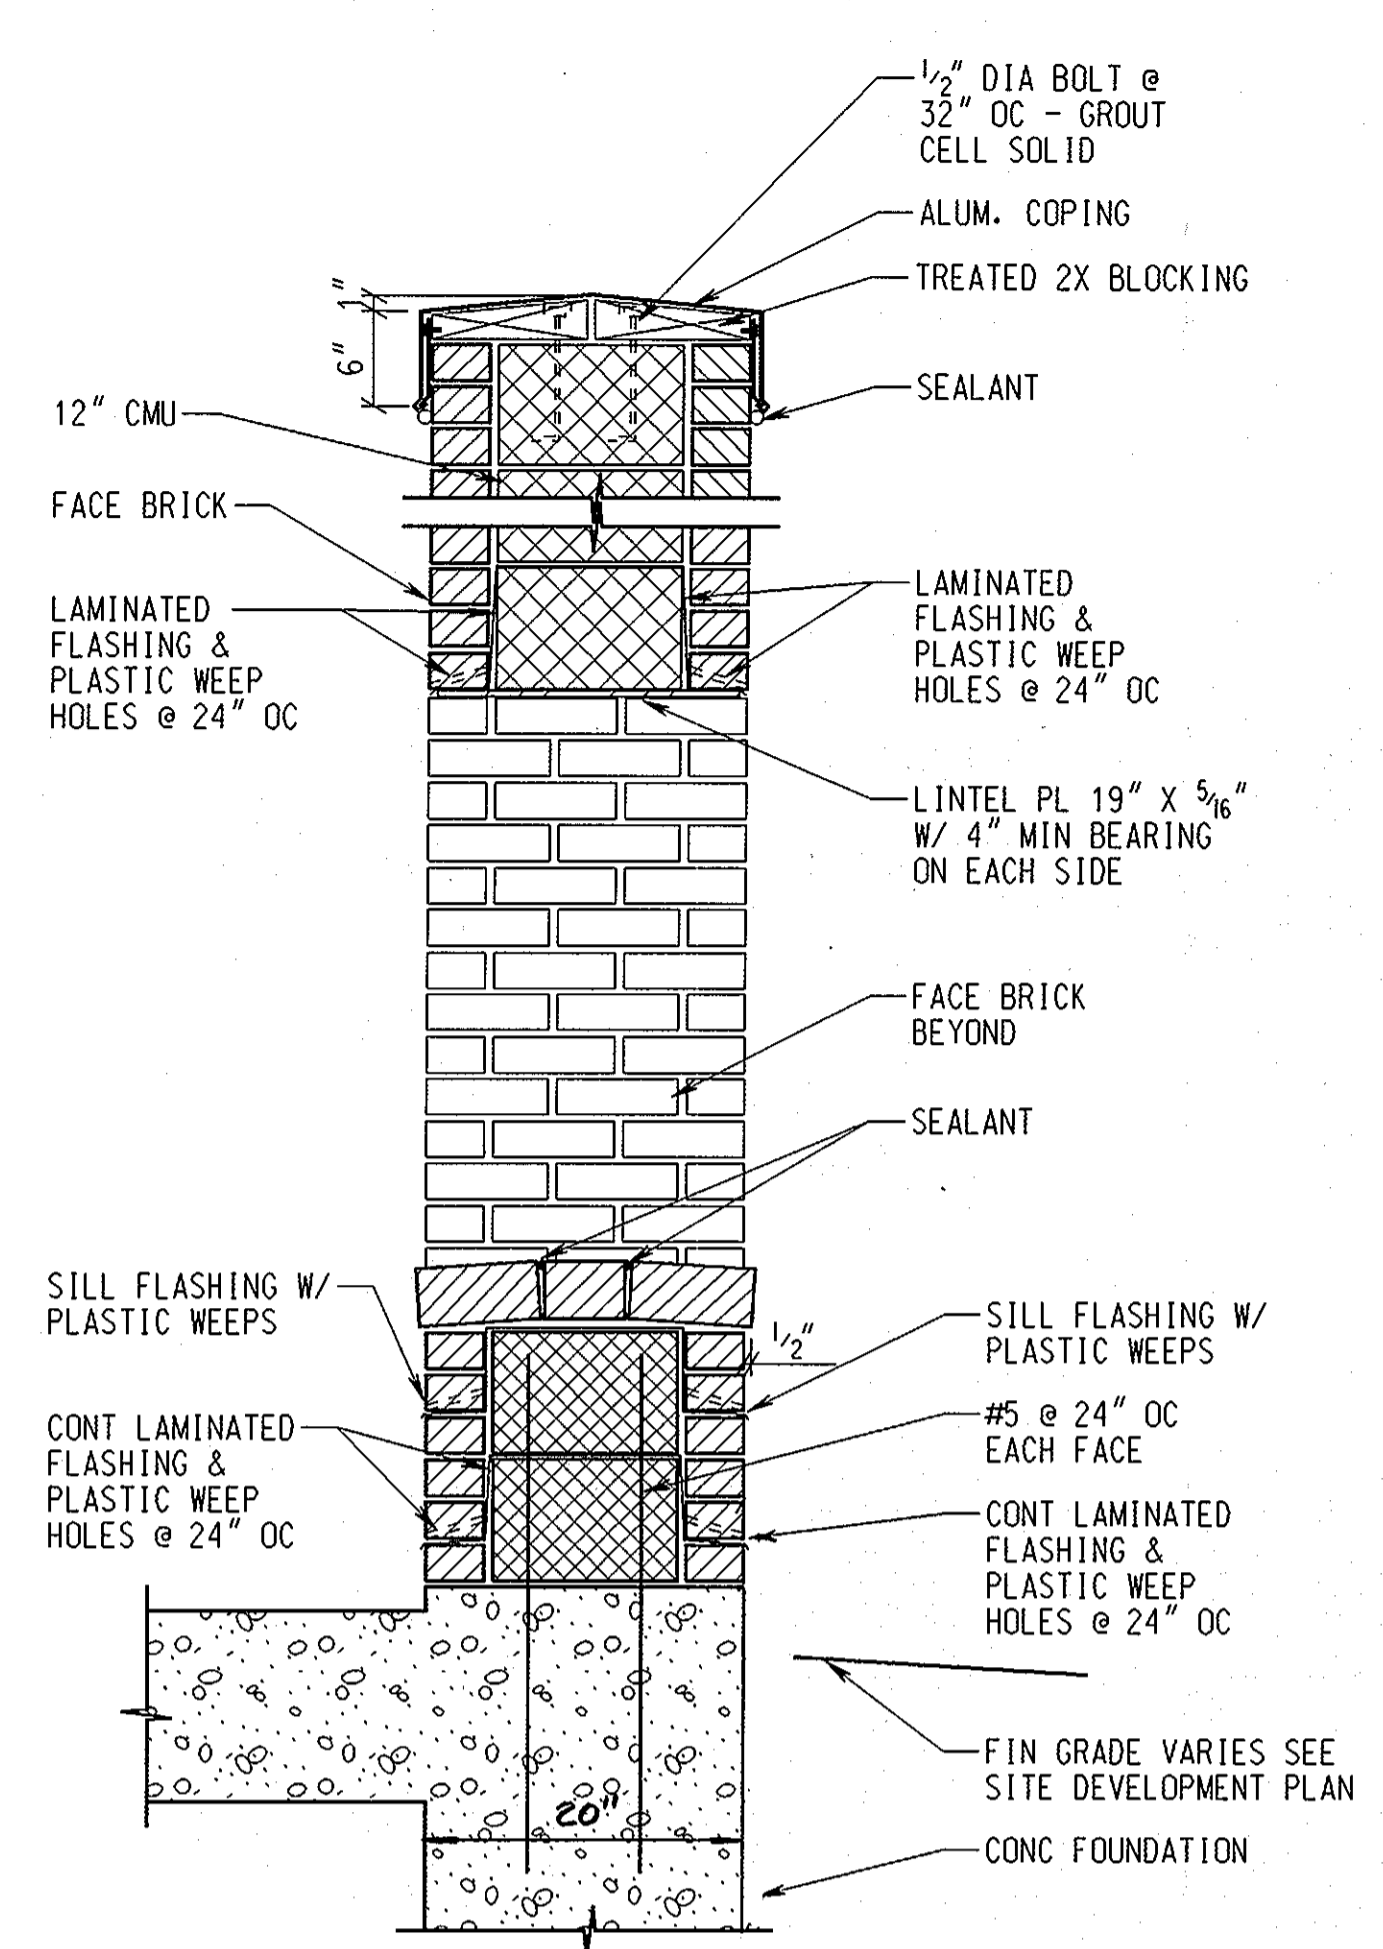 1/2" DIA BOLT @
32" OC - GROUT
CELL SOLID
ALUM. COPING
TREATED 2X BLOCKING
1"
6"
SEALANT
12" CMU
FACE BRICK
LAMINATED
FLASHING &
PLASTIC WEEP
HOLES @ 24" OC
LAMINATED
FLASHING &
PLASTIC WEEP
HOLES @ 24" OC
LINTEL PL 19" X 5/16"
W/ 4" MIN BEARING
ON EACH SIDE
FACE BRICK
BEYOND
SEALANT
SILL FLASHING W/
PLASTIC WEEPS
1/2"
SILL FLASHING W/
PLASTIC WEEPS
CONT LAMINATED
FLASHING &
PLASTIC WEEP
HOLES @ 24" OC
#5 @ 24" OC
EACH FACE
CONT LAMINATED
FLASHING &
PLASTIC WEEP
HOLES @ 24" OC
FIN GRADE VARIES SEE
SITE DEVELOPMENT PLAN
20"
CONC FOUNDATION